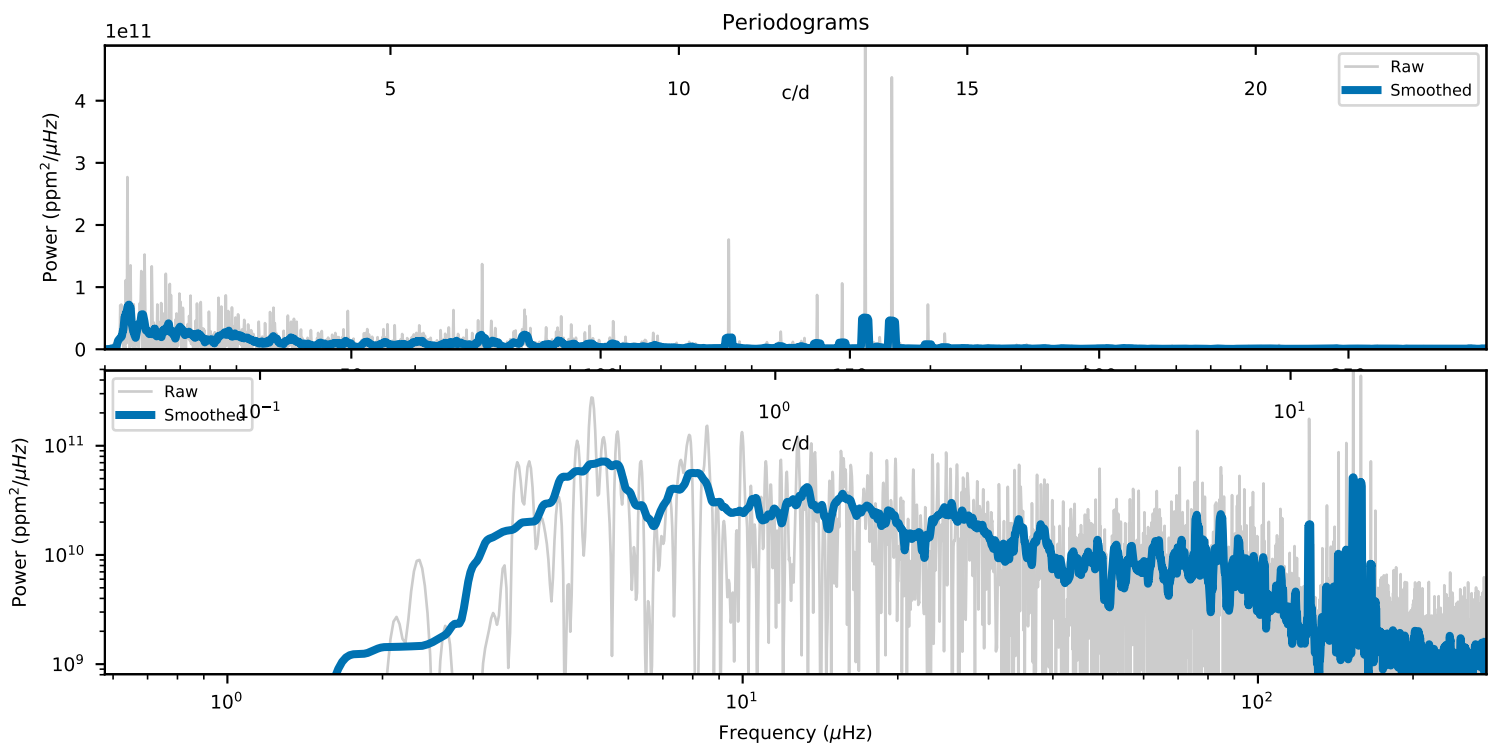 Periodograms
1e11
Raw
Smoothed
5 10 15 20
c/d
Power (ppm²/μHz)
4
3
2
1
0
Raw
Smoothed
10⁻¹ 10⁰ 10¹
c/d
Power (ppm²/μHz)
10¹¹
10¹⁰
10⁹
10⁰ 10¹ 10²
Frequency (μHz)